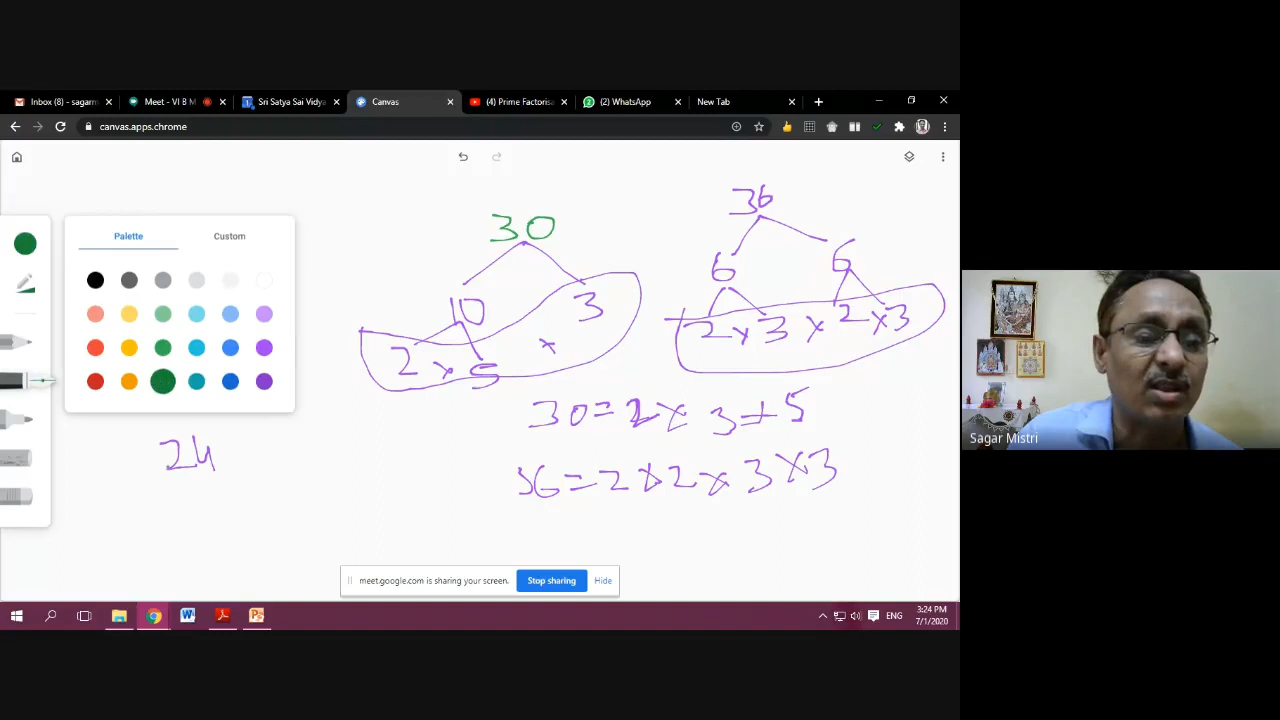 Inbox (8) - sagarm
Meet - VI B M
Sri Satya Sai Vidya
Canvas
(4) Prime Factorisa
(2) WhatsApp
New Tab
canvas.apps.chrome
Palette
Custom
30
36
10
3
6
6
2 x 5
x
2 x 3 x 2 x 3
30 = 2 x 3 x 5
24
36 = 2 x 2 x 3 x 3
Sagar Mistri
meet.google.com is sharing your screen.
Stop sharing
Hide
ENG
3:24 PM
7/1/2020